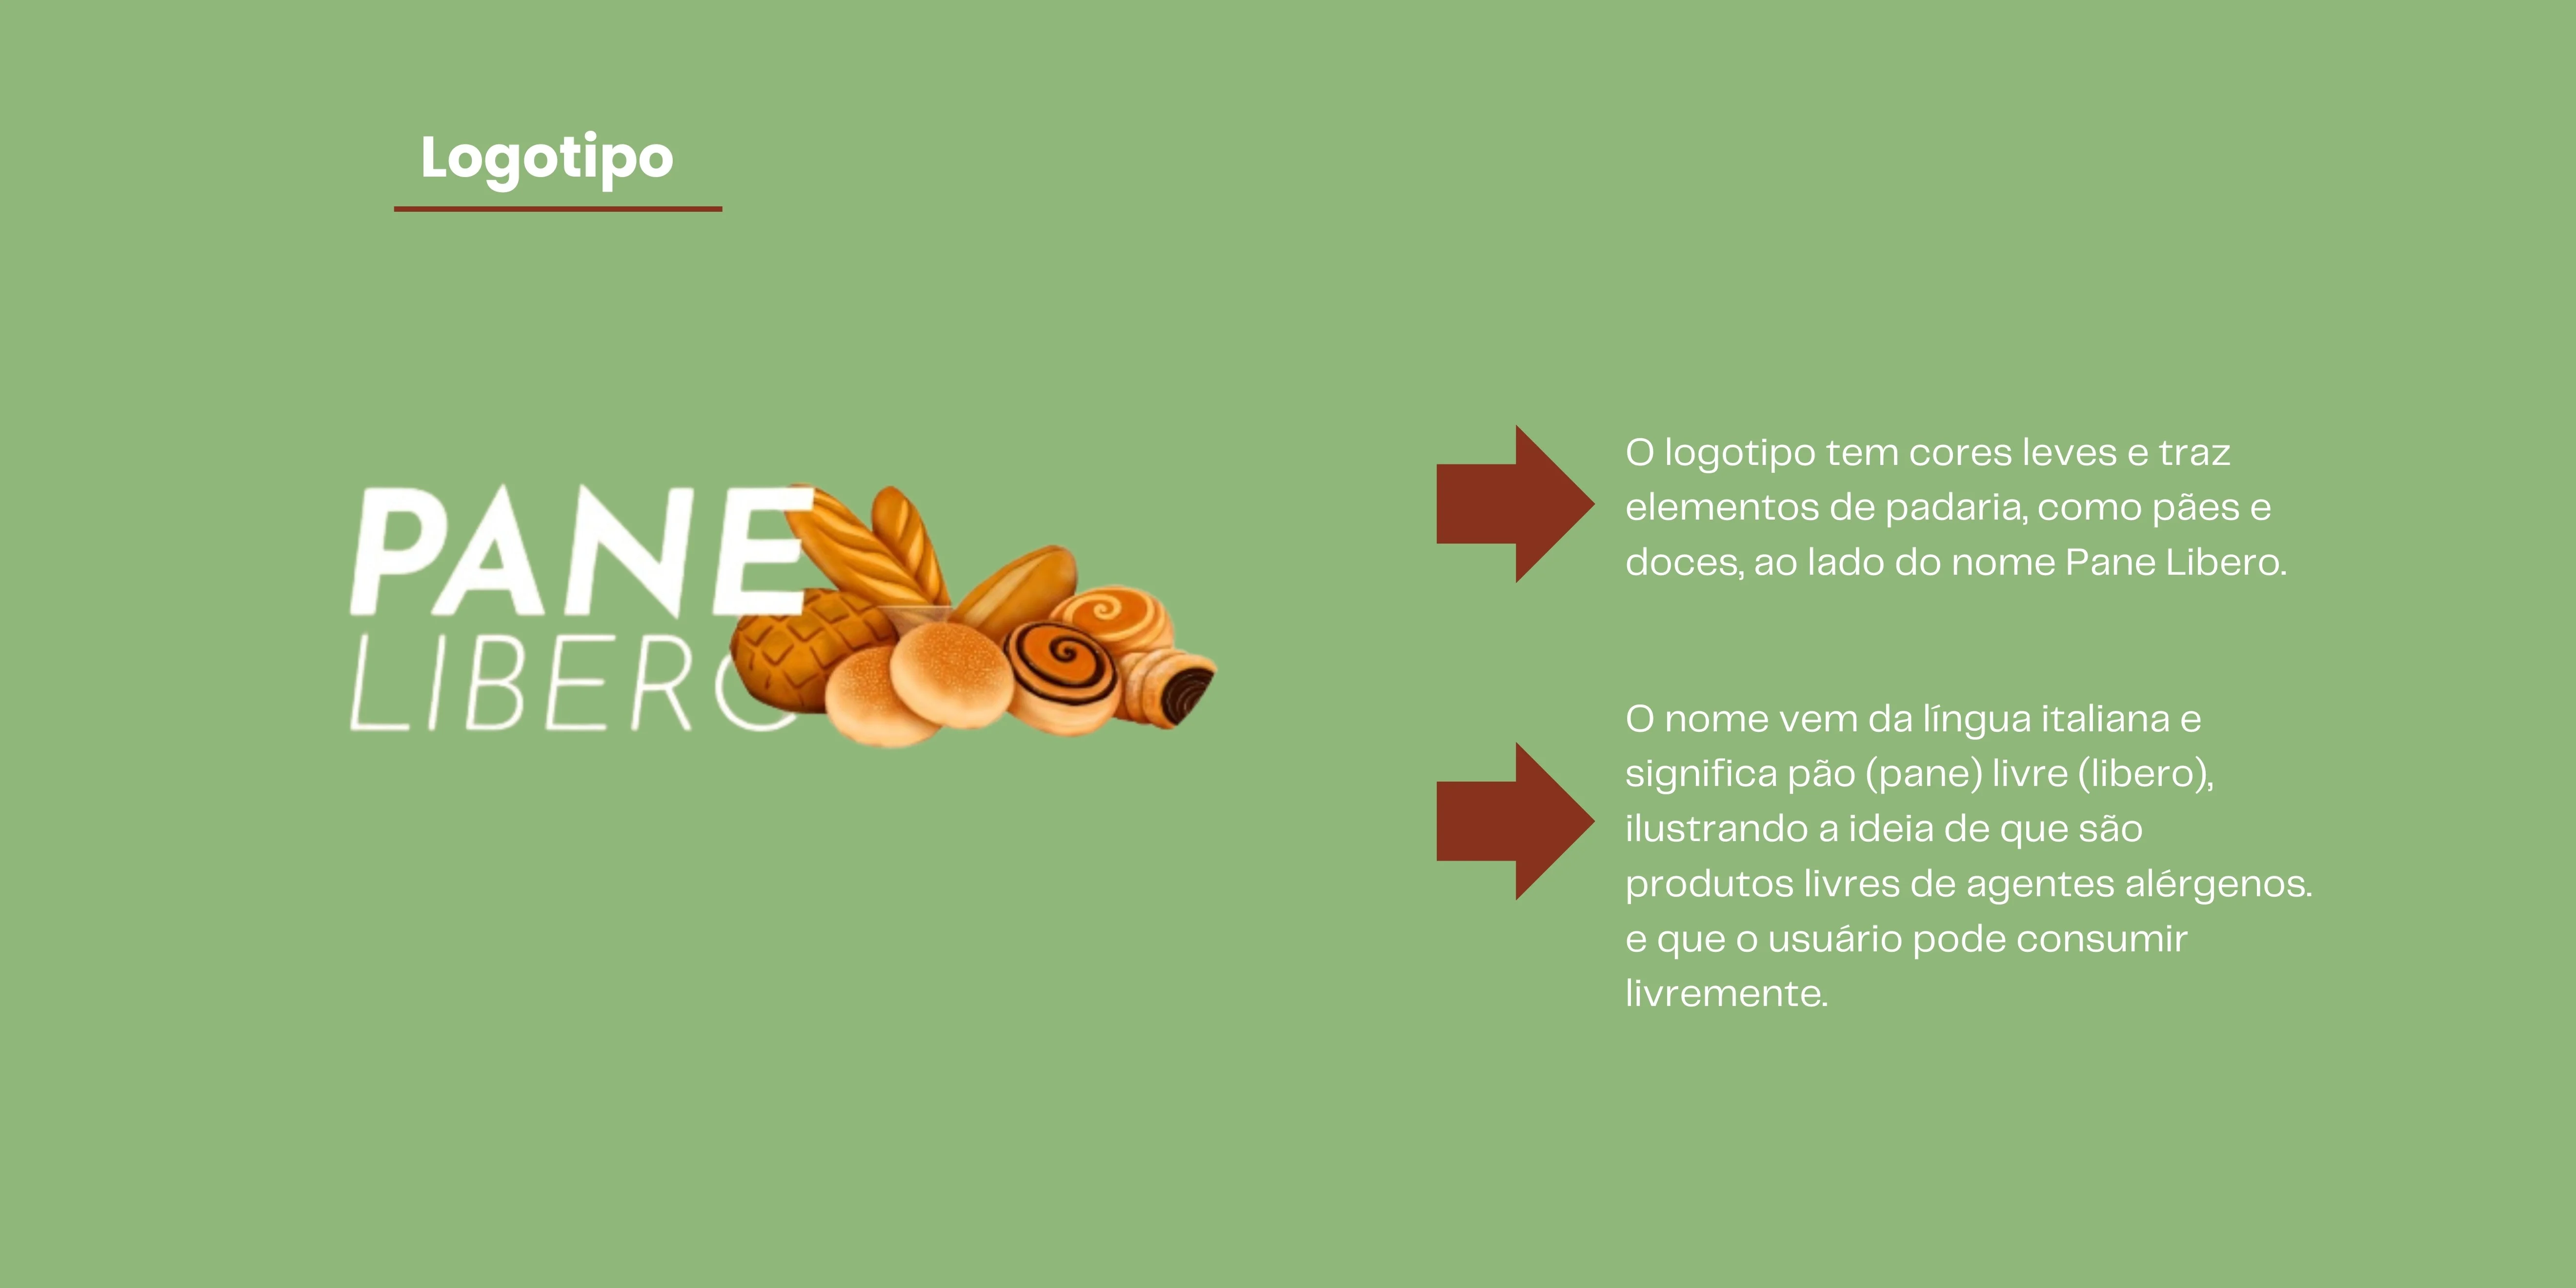 Logotipo
PANE
LIBERO
O logotipo tem cores leves e traz
elementos de padaria, como pães e
doces, ao lado do nome Pane Libero.
O nome vem da língua italiana e
significa pão (pane) livre (libero),
ilustrando a ideia de que são
produtos livres de agentes alérgenos.
e que o usuário pode consumir
livremente.